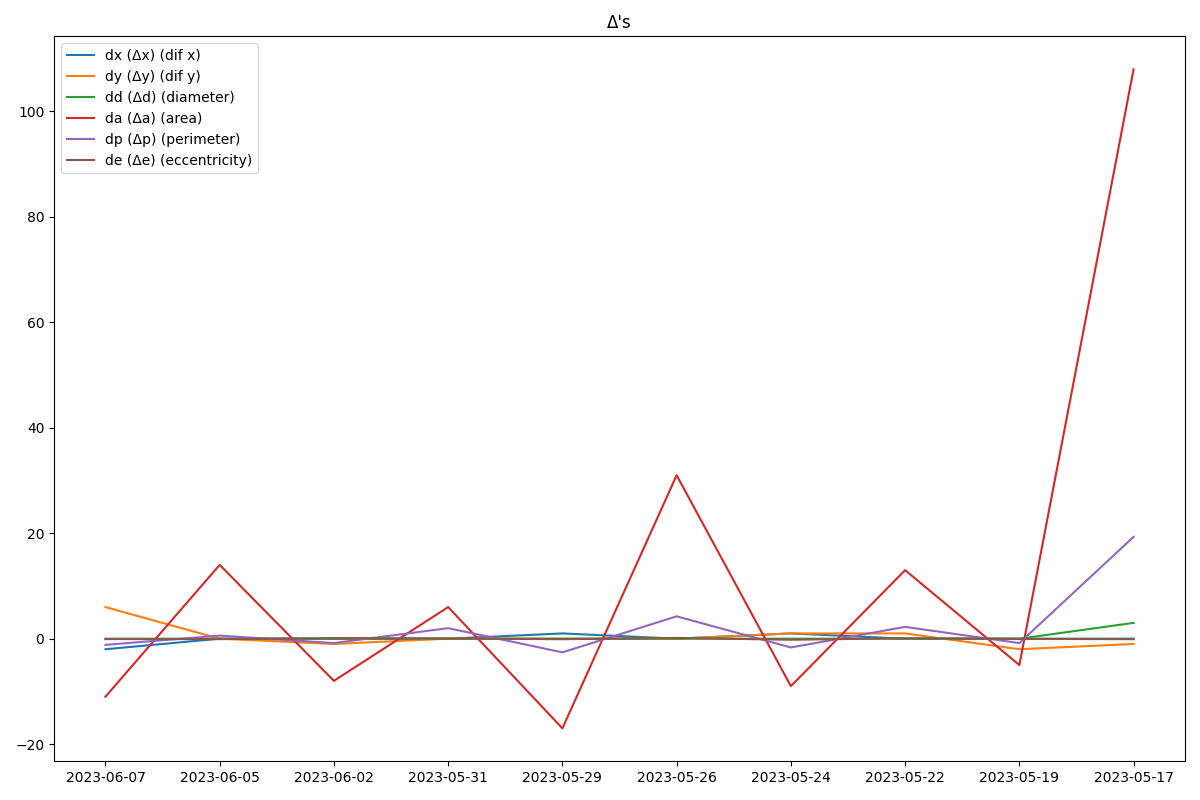 Δ's
dx (Δx) (dif x)
dy (Δy) (dif y)
dd (Δd) (diameter)
da (Δa) (area)
dp (Δp) (perimeter)
de (Δe) (eccentricity)
100
80
60
40
20
0
−20
2023-06-07 2023-06-05 2023-06-02 2023-05-31 2023-05-29 2023-05-26 2023-05-24 2023-05-22 2023-05-19 2023-05-17